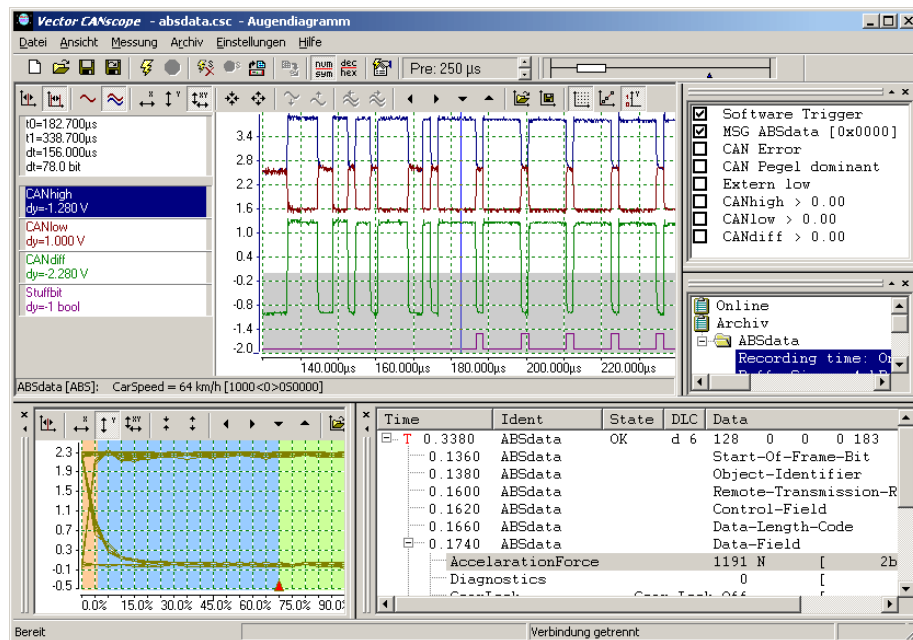 Vector CANscope - absdata.csc - Augendiagramm
Datei Ansicht Messung Archiv Einstellungen Hilfe
num sym dec hex Pre: 250 µs
t0=182.700µs
t1=338.700µs
dt=156.000µs
dt=78.0 bit
CANhigh
dy=-1.280 V
CANlow
dy=1.000 V
CANdiff
dy=-2.280 V
Stuffbit
dy=-1 bool
3.4
2.8
2.2
1.6
1.0
0.4
-0.2
-0.8
-1.4
-2.0
140.000µs 160.000µs 180.000µs 200.000µs 220.000µs
ABSdata [ABS]: CarSpeed = 64 km/h [1000<0>0S0000]
Software Trigger
MSG ABSdata [0x0000]
CAN Error
CAN Pegel dominant
Extern low
CANhigh > 0.00
CANlow > 0.00
CANdiff > 0.00
Online
Archiv
ABSdata
Recording time:
2.3
1.9
1.5
1.1
0.7
0.3
-0.1
-0.5
0.0% 15.0% 30.0% 45.0% 60.0% 75.0% 90.0%
Time Ident State DLC Data
T 0.3380 ABSdata OK d 6 128 0 0 0 183
0.1360 ABSdata Start-Of-Frame-Bit
0.1380 ABSdata Object-Identifier
0.1600 ABSdata Remote-Transmission-R
0.1620 ABSdata Control-Field
0.1660 ABSdata Data-Length-Code
0.1740 ABSdata Data-Field
AccelarationForce 1191 N [ 2b
Diagnostics 0 [
Bereit Verbindung getrennt